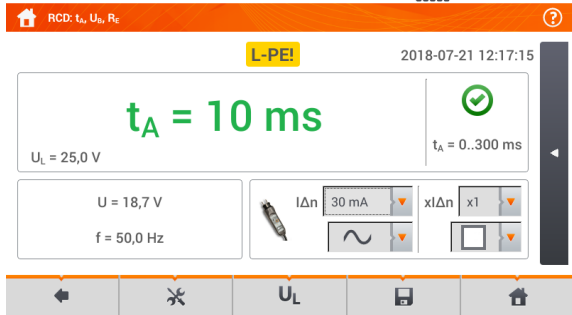 RCD: tA, UB, RE
L-PE!
2018-07-21 12:17:15
tA = 10 ms
UL = 25,0 V
tA = 0..300 ms
U = 18,7 V
f = 50,0 Hz
IΔn 30 mA xIΔn x1
UL